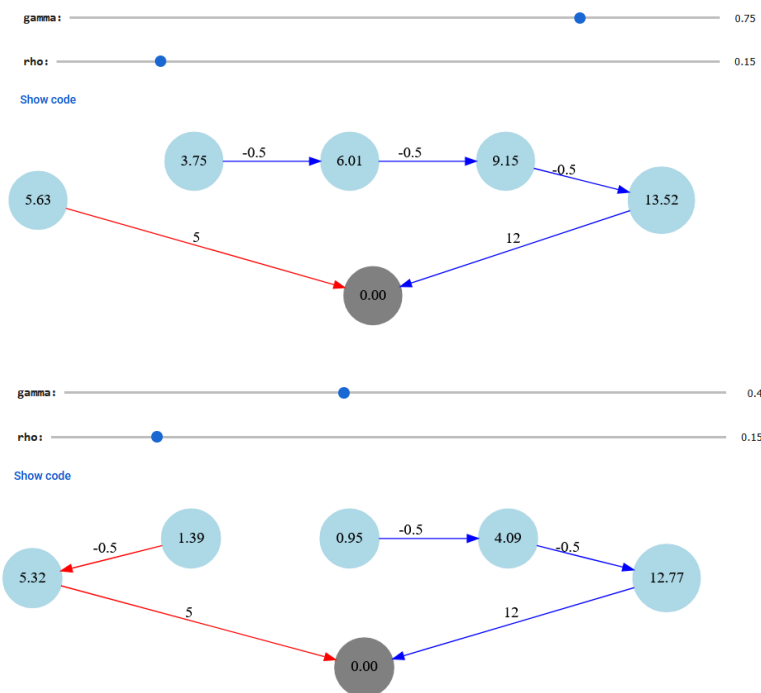 gamma: 0.75
rho: 0.15
Show code
3.75 -0.5 6.01 -0.5 9.15 -0.5
5.63 13.52
5 12
0.00
gamma: 0.4
rho: 0.15
Show code
-0.5 1.39 0.95 -0.5 4.09 -0.5
5.32 12.77
5 12
0.00